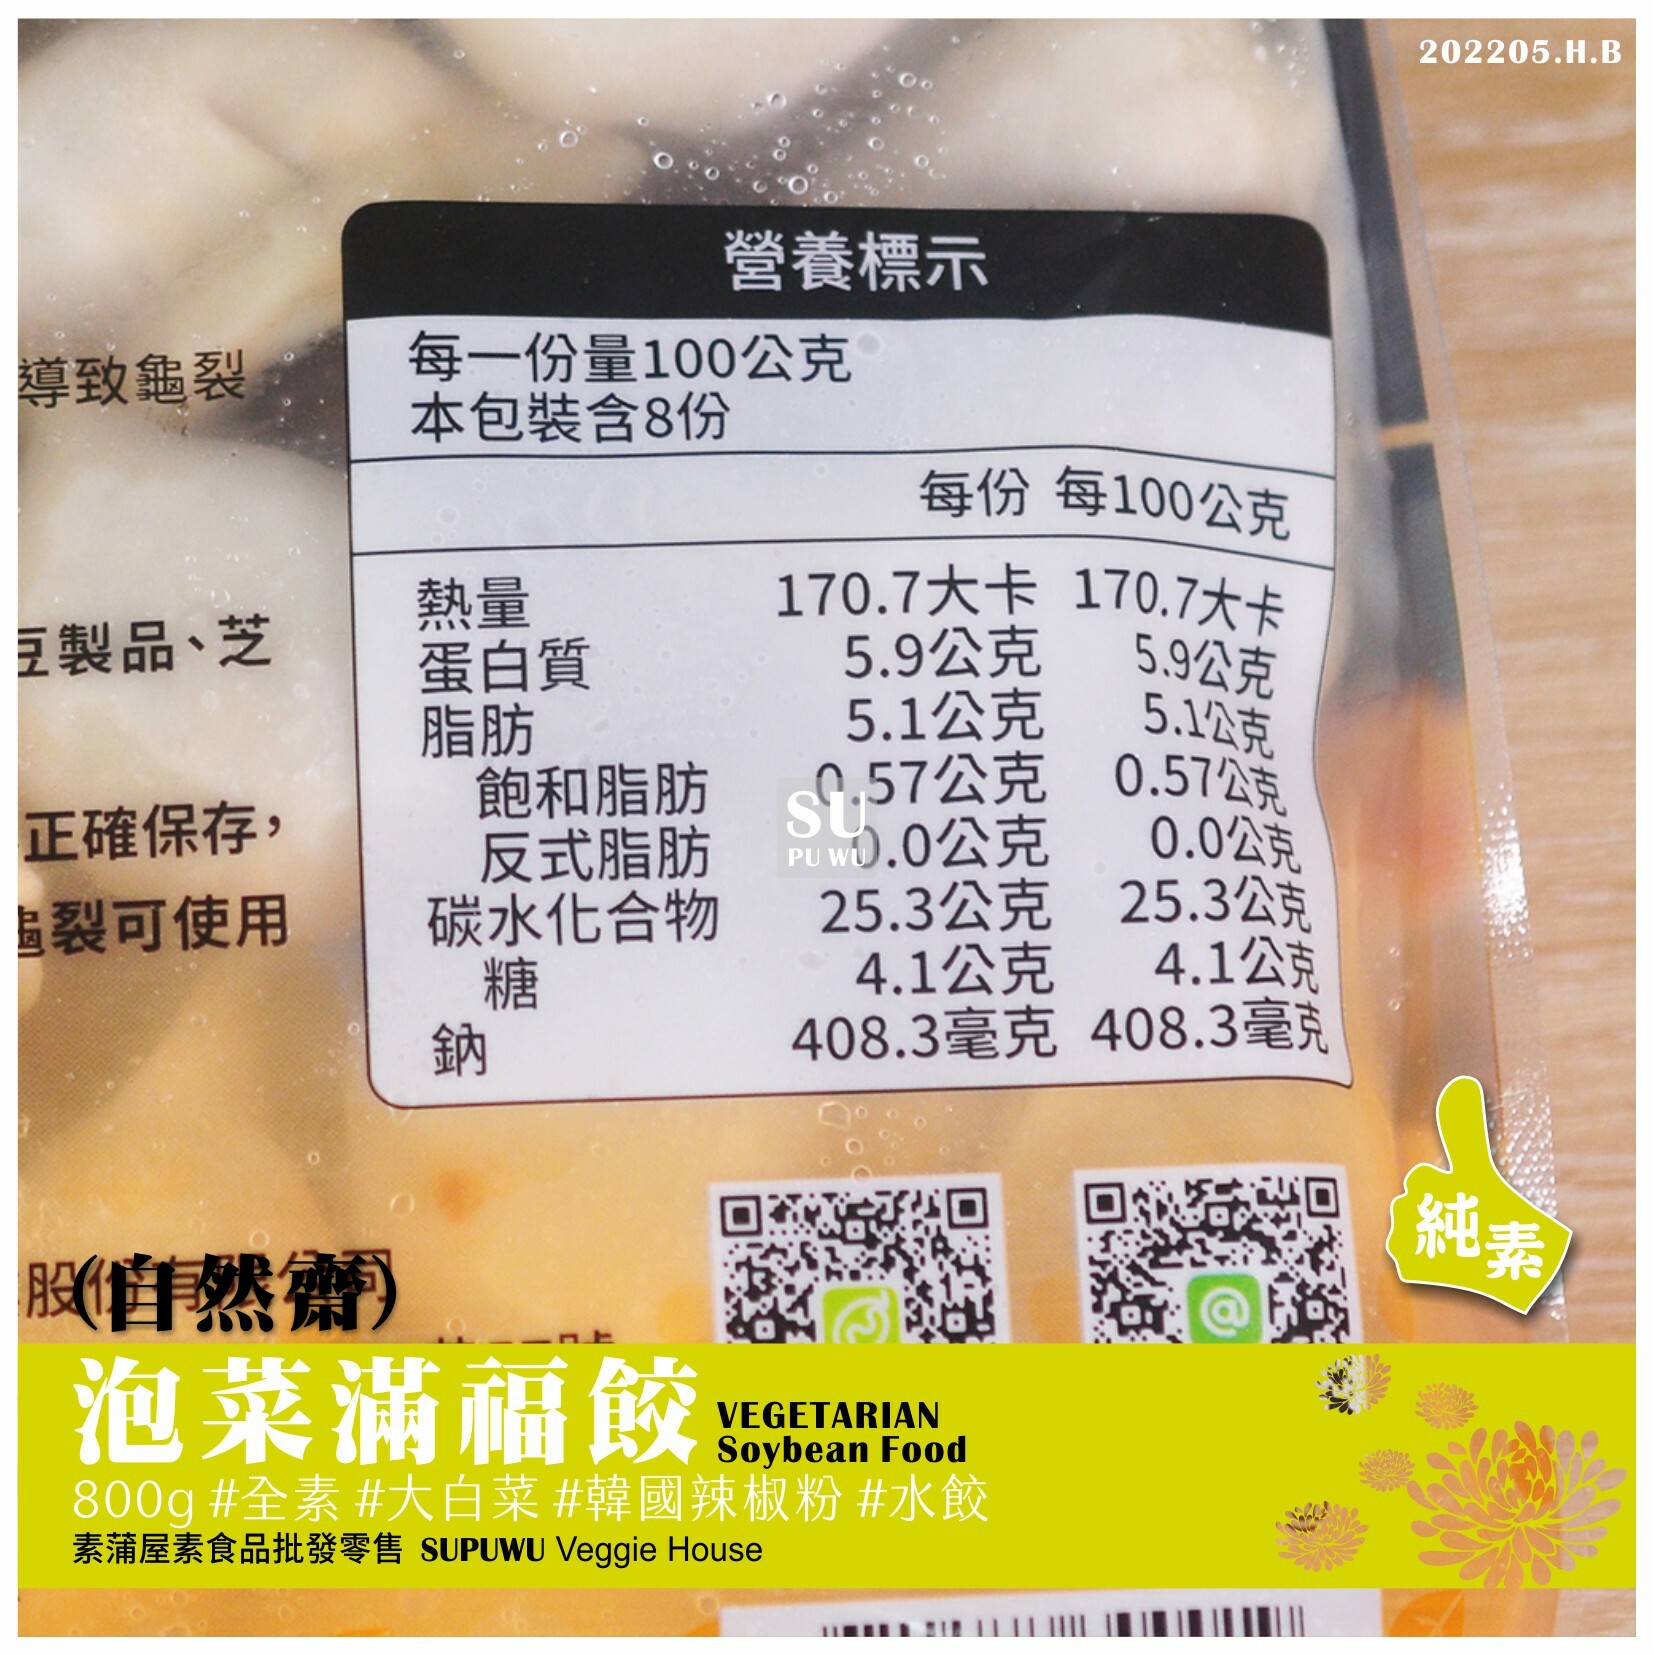 202205.H.B
營養標示
每一份量100公克
本包裝含8份
每份 每100公克
熱量 170.7大卡 170.7大卡
蛋白質 5.9公克 5.9公克
脂肪 5.1公克 5.1公克
飽和脂肪 0.57公克 0.57公克
反式脂肪 0.0公克 0.0公克
碳水化合物 25.3公克 25.3公克
糖 4.1公克 4.1公克
鈉 408.3毫克 408.3毫克
導致龜裂
豆製品、芝
正確保存，
龜裂可使用
SU
PU WU
股份有限公司
純素
(自然齋)
泡菜滿福餃
VEGETARIAN
Soybean Food
800g #全素 #大白菜 #韓國辣椒粉 #水餃
素蒲屋素食品批發零售 SUPUWU Veggie House